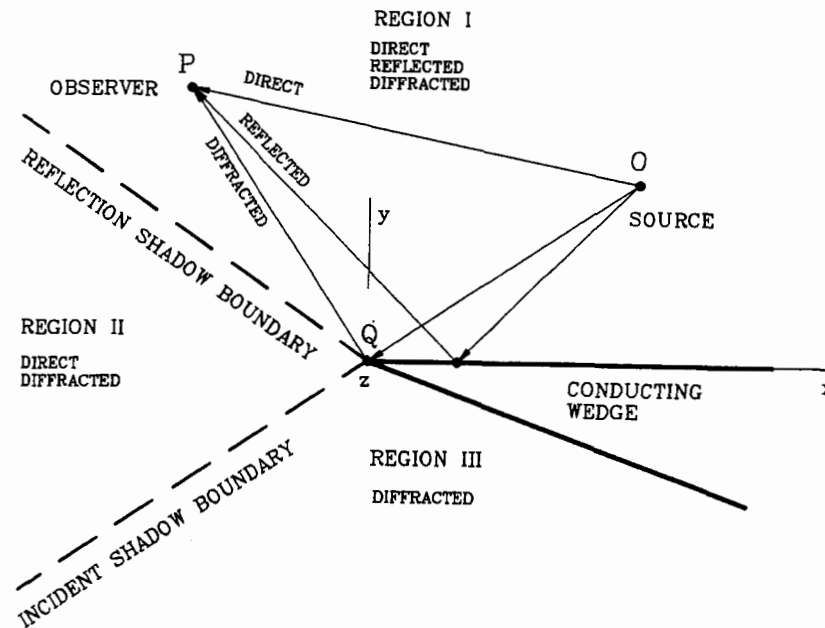 REGION I
DIRECT
REFLECTED
DIFFRACTED
P
OBSERVER
DIRECT
REFLECTED
DIFFRACTED
O
SOURCE
y
REFLECTION SHADOW BOUNDARY
REGION II
DIRECT
DIFFRACTED
Q
z
x
CONDUCTING
WEDGE
REGION III
DIFFRACTED
INCIDENT SHADOW BOUNDARY